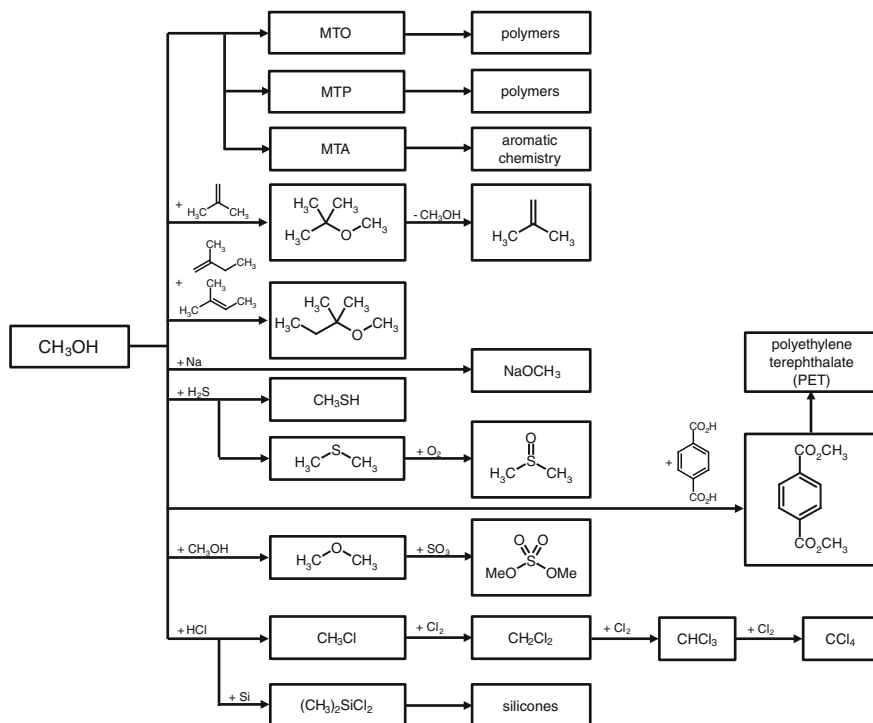 MTO
polymers
MTP
polymers
MTA
aromatic
chemistry
+
H₃C CH₃
H₃C CH₃
H₃C O CH₃
- CH₃OH
H₃C CH₃
CH₃
CH₃
+
CH₃
H₃C CH₃
H₃C CH₃
H₃C O CH₃
CH₃OH
polyethylene
terephthalate
(PET)
+ Na
NaOCH₃
+ H₂S
CH₃SH
H₃C S CH₃
+ O₂
O
S
H₃C CH₃
CO₂H
+
CO₂H
CO₂CH₃
CO₂CH₃
+ CH₃OH
H₃C O CH₃
+ SO₃
O O
S
MeO OMe
+ HCl
CH₃Cl
+ Cl₂
CH₂Cl₂
+ Cl₂
CHCl₃
+ Cl₂
CCl₄
+ Si
(CH₃)₂SiCl₂
silicones